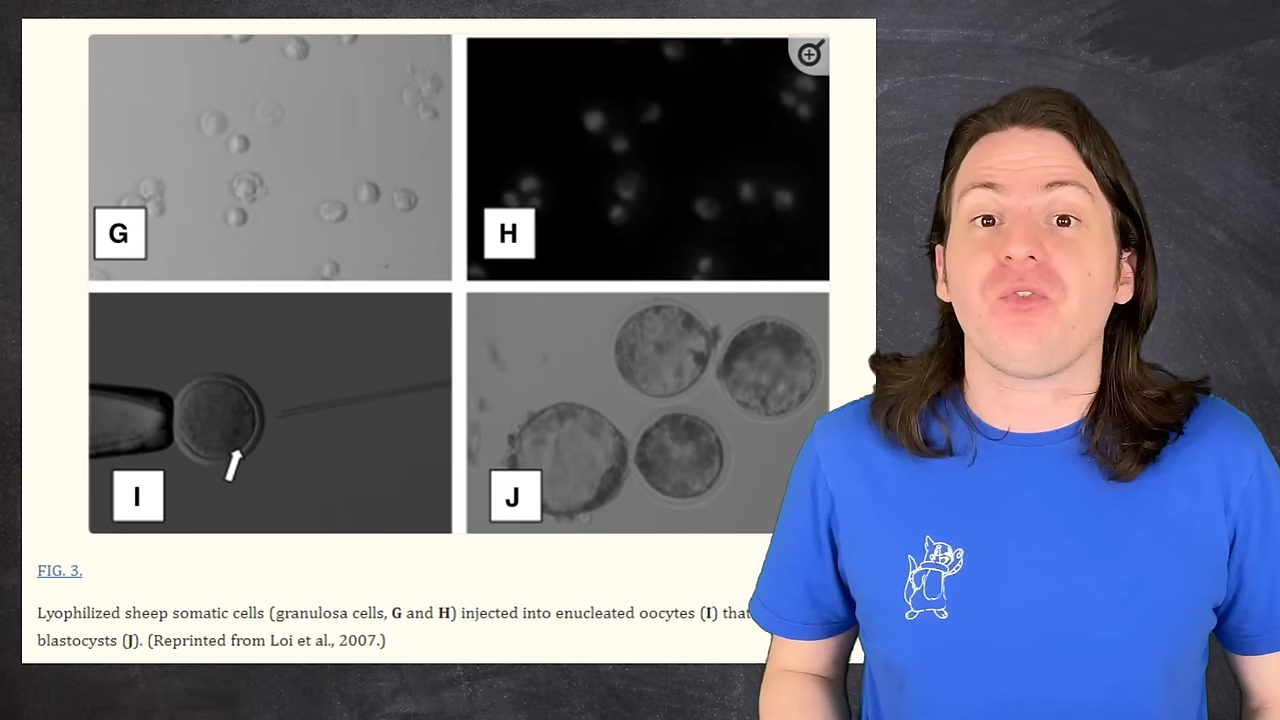 G
H
I
J
FIG. 3.
Lyophilized sheep somatic cells (granulosa cells, G and H) injected into enucleated oocytes (I) that
blastocysts (J). (Reprinted from Loi et al., 2007.)